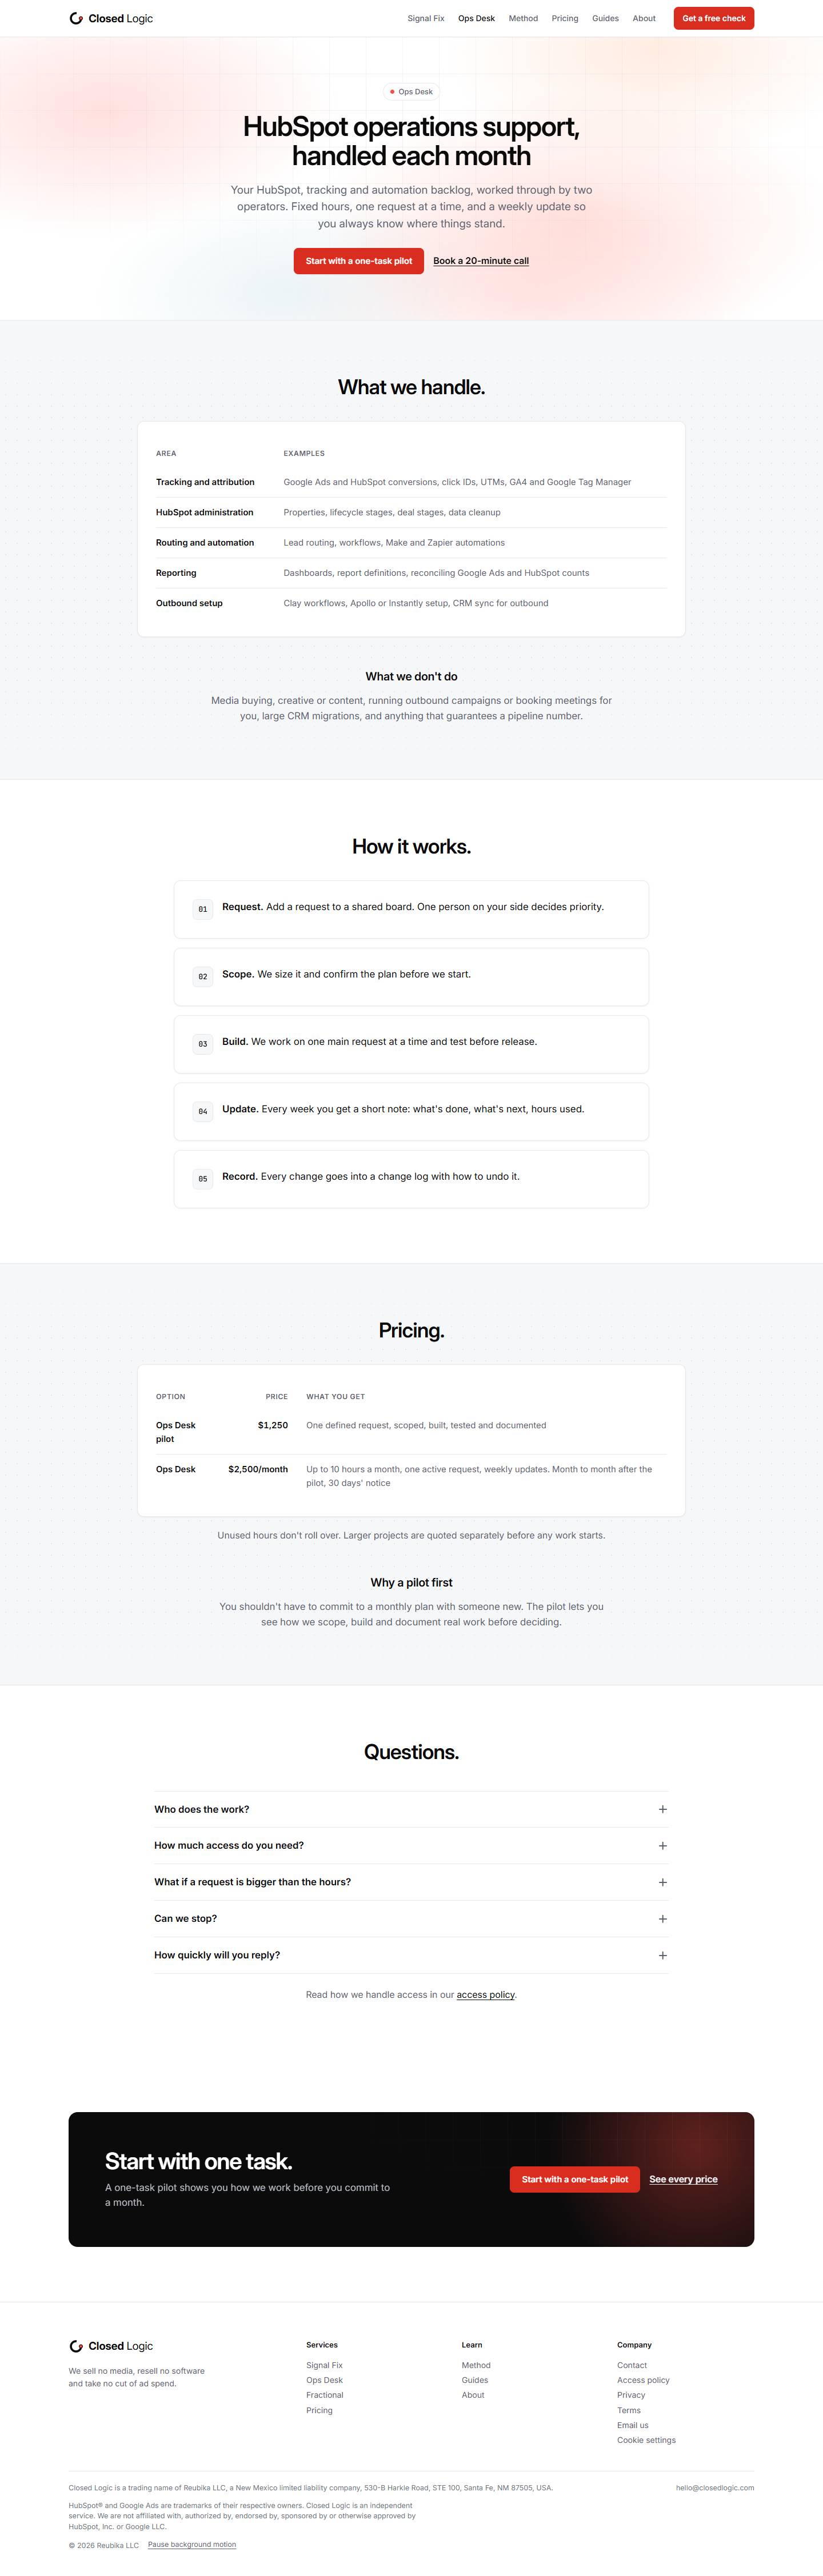 Closed Logic
Signal Fix
Ops Desk
Method
Pricing
Guides
About
Get a free check
Ops Desk
HubSpot operations support,
handled each month
Your HubSpot, tracking and automation backlog, worked through by two
operators. Fixed hours, one request at a time, and a weekly update so
you always know where things stand.
Start with a one-task pilot
Book a 20-minute call
What we handle.
AREA
EXAMPLES
Tracking and attribution
Google Ads and HubSpot conversions, click IDs, UTMs, GA4 and Google Tag Manager
HubSpot administration
Properties, lifecycle stages, deal stages, data cleanup
Routing and automation
Lead routing, workflows, Make and Zapier automations
Reporting
Dashboards, report definitions, reconciling Google Ads and HubSpot counts
Outbound setup
Clay workflows, Apollo or Instantly setup, CRM sync for outbound
What we don't do
Media buying, creative or content, running outbound campaigns or booking meetings for
you, large CRM migrations, and anything that guarantees a pipeline number.
How it works.
01
Request. Add a request to a shared board. One person on your side decides priority.
02
Scope. We size it and confirm the plan before we start.
03
Build. We work on one main request at a time and test before release.
04
Update. Every week you get a short note: what's done, what's next, hours used.
05
Record. Every change goes into a change log with how to undo it.
Pricing.
OPTION
PRICE
WHAT YOU GET
Ops Desk
pilot
$1,250
One defined request, scoped, built, tested and documented
Ops Desk
$2,500/month
Up to 10 hours a month, one active request, weekly updates. Month to month after the
pilot, 30 days' notice
Unused hours don't roll over. Larger projects are quoted separately before any work starts.
Why a pilot first
You shouldn't have to commit to a monthly plan with someone new. The pilot lets you
see how we scope, build and document real work before deciding.
Questions.
Who does the work?
How much access do you need?
What if a request is bigger than the hours?
Can we stop?
How quickly will you reply?
Read how we handle access in our access policy.
Start with one task.
A one-task pilot shows you how we work before you commit to
a month.
Start with a one-task pilot
See every price
Closed Logic
We sell no media, resell no software
and take no cut of ad spend.
Services
Signal Fix
Ops Desk
Fractional
Pricing
Learn
Method
Guides
About
Company
Contact
Access policy
Privacy
Terms
Email us
Cookie settings
Closed Logic is a trading name of Reubika LLC, a New Mexico limited liability company, 530-B Harkle Road, STE 100, Santa Fe, NM 87505, USA.
hello@closedlogic.com
HubSpot® and Google Ads are trademarks of their respective owners. Closed Logic is an independent
service. We are not affiliated with, authorized by, endorsed by, sponsored by or otherwise approved by
HubSpot, Inc. or Google LLC.
© 2026 Reubika LLC
Pause background motion